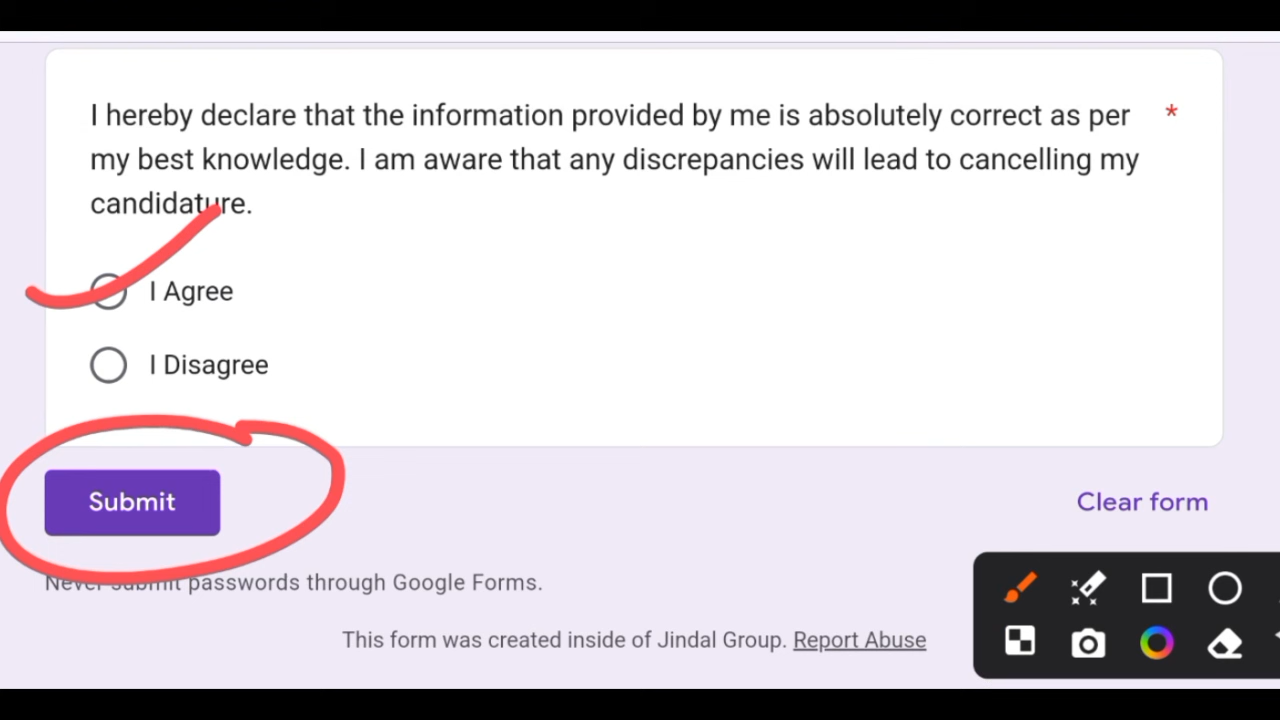 I hereby declare that the information provided by me is absolutely correct as per *
my best knowledge. I am aware that any discrepancies will lead to cancelling my
candidature.
I Agree
I Disagree
Submit
Clear form
Never submit passwords through Google Forms.
This form was created inside of Jindal Group. Report Abuse